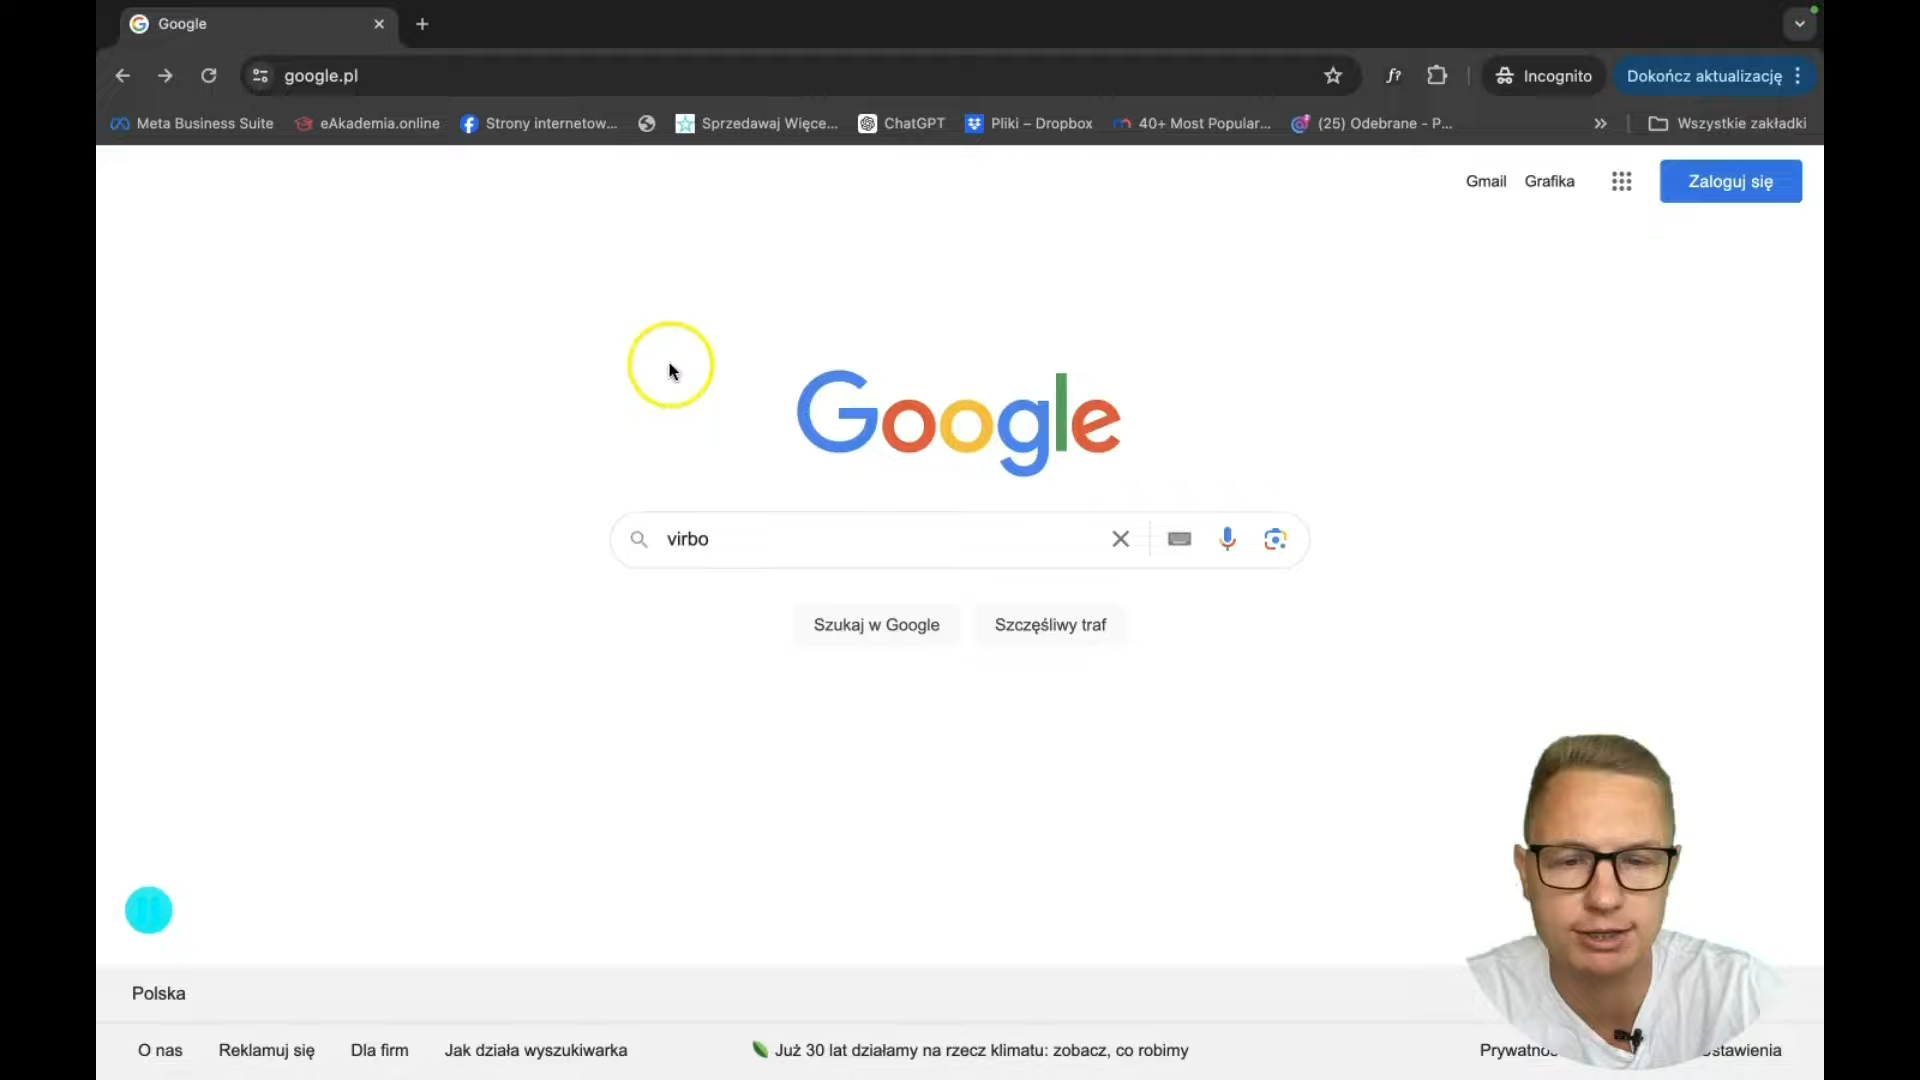 Google
google.pl
Incognito
Dokończ aktualizację
Meta Business Suite
eAkademia.online
Strony internetow...
Sprzedawaj Więce...
ChatGPT
Pliki – Dropbox
40+ Most Popular...
(25) Odebrane - P...
Wszystkie zakładki
Gmail
Grafika
Zaloguj się
Google
virbo
Szukaj w Google
Szczęśliwy traf
Polska
O nas
Reklamuj się
Dla firm
Jak działa wyszukiwarka
Już 30 lat działamy na rzecz klimatu: zobacz, co robimy